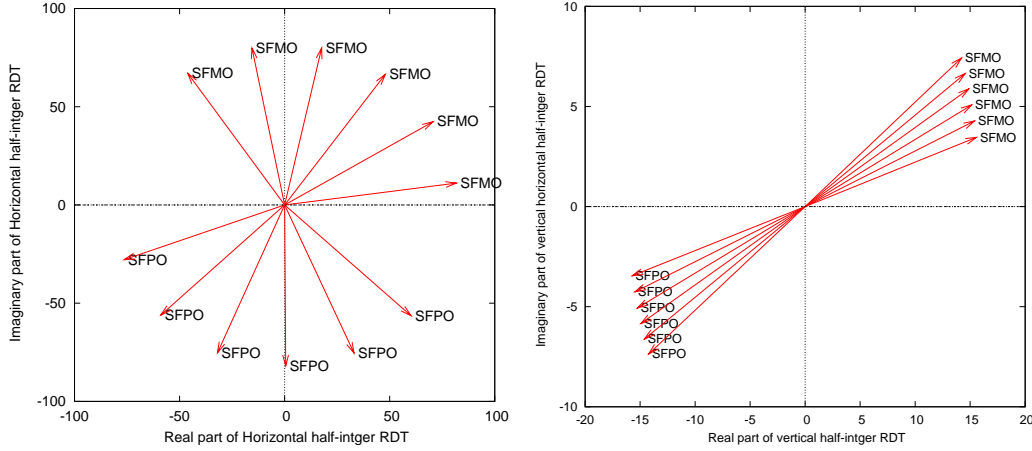 100
50
0
-50
-100
-100
-50
0
50
100
Imaginary part of Horizontal half-intger RDT
Real part of Horizontal half-intger RDT
SFMO
SFMO
SFMO
SFMO
SFMO
SFMO
SFPO
SFPO
SFPO
SFPO
SFPO
SFPO
10
5
0
-5
-10
-20
-15
-10
-5
0
5
10
15
20
Imaginary part of vertical horizontal half-intger RDT
Real part of vertical half-intger RDT
SFMO
SFMO
SFMO
SFMO
SFMO
SFMO
SFPO
SFPO
SFPO
SFPO
SFPO
SFPO